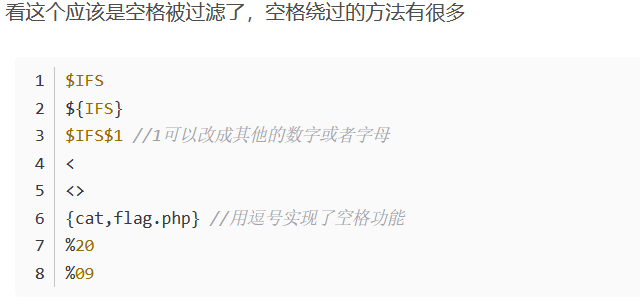 看这个应该是空格被过滤了，空格绕过的方法有很多
1 $IFS
2 ${IFS}
3 $IFS$1 //1可以改成其他的数字或者字母
4 <
5 <>
6 {cat,flag.php} //用逗号实现了空格功能
7 %20
8 %09